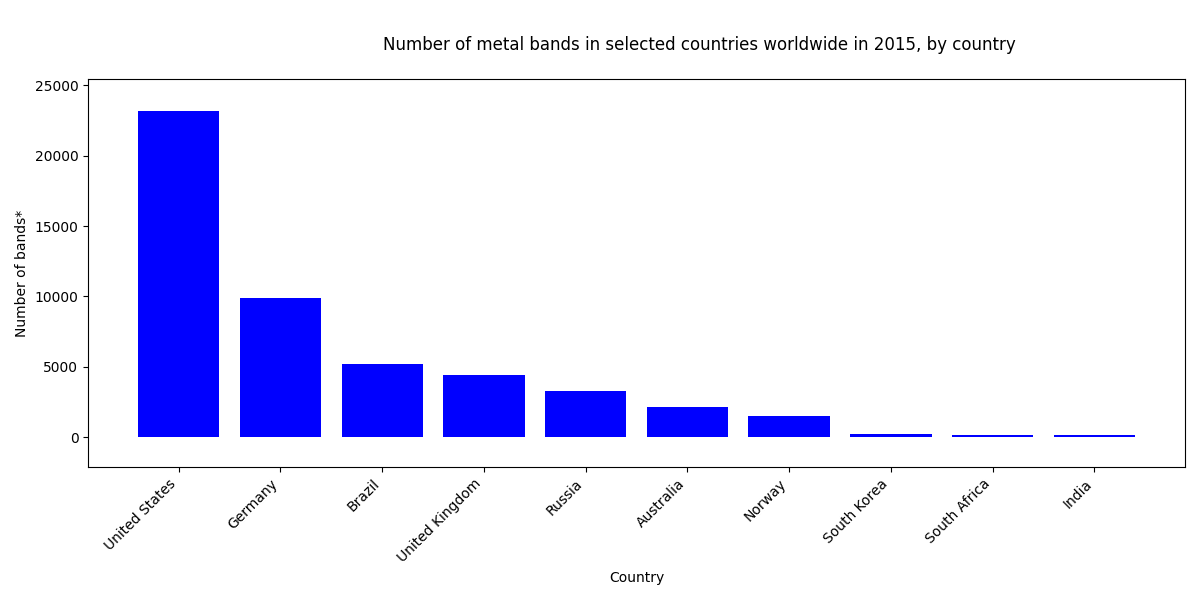 Number of metal bands in selected countries worldwide in 2015, by country
Number of bands*
25000
20000
15000
10000
5000
0
United States
Germany
Brazil
United Kingdom
Russia
Australia
Norway
South Korea
South Africa
India
Country